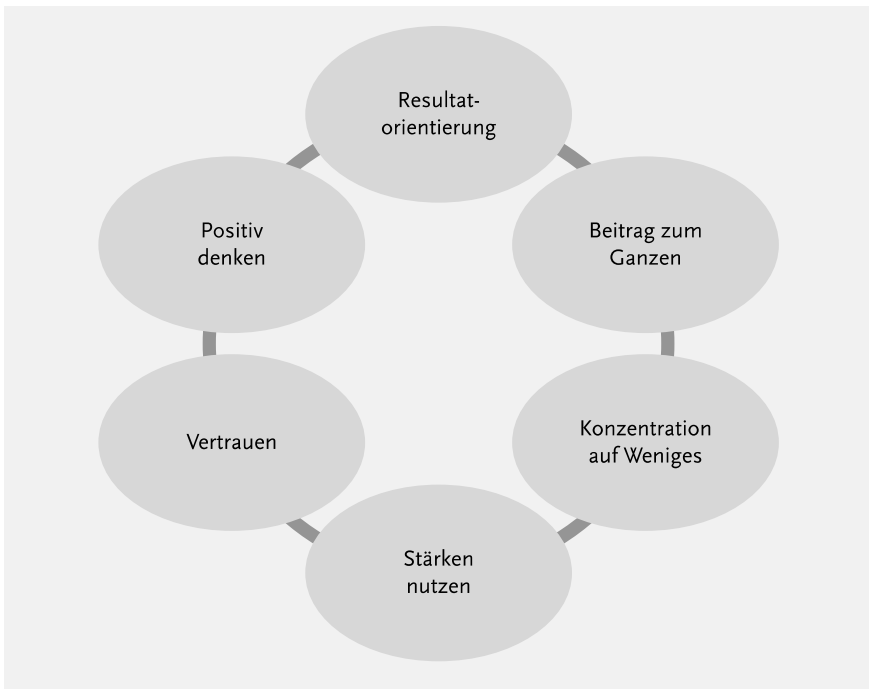 Resultat-
orientierung
Positiv
denken
Beitrag zum
Ganzen
Vertrauen
Konzentration
auf Weniges
Stärken
nutzen